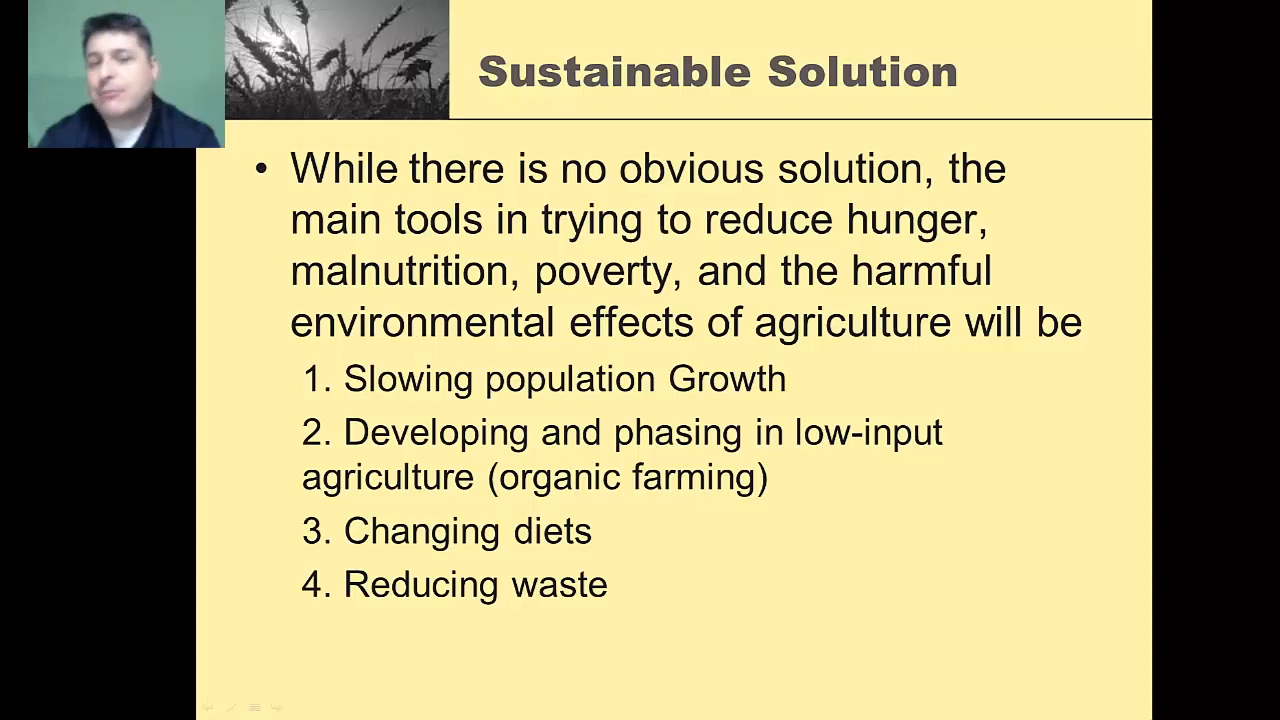 Sustainable Solution
• While there is no obvious solution, the
main tools in trying to reduce hunger,
malnutrition, poverty, and the harmful
environmental effects of agriculture will be
1. Slowing population Growth
2. Developing and phasing in low-input
agriculture (organic farming)
3. Changing diets
4. Reducing waste